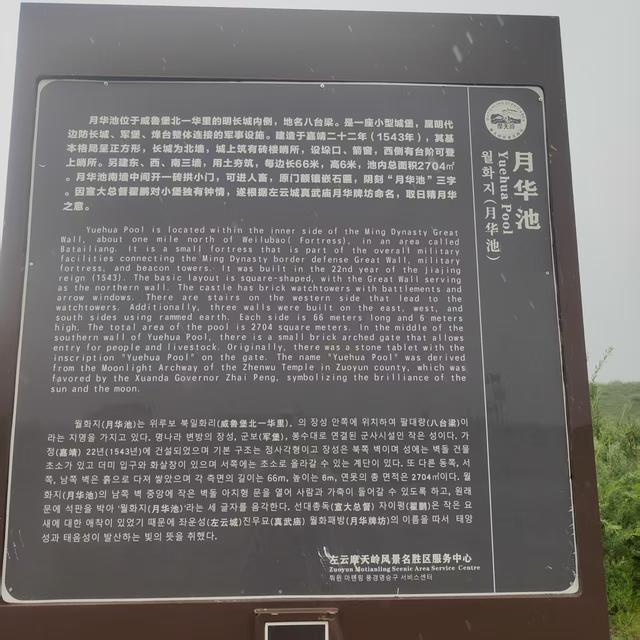 月华池位于威鲁堡北一华里的明长城内侧，地名八台梁。是一座小型城堡，属明代
边防长城、军堡、烽台整体连接的军事设施。建造于嘉靖二十二年（1543年），其基
本格局呈正方形，长城为北墙，城上筑有砖楼哨所，设垛口、箭窗，西侧有台阶可登
上哨所。另建东、西、南三墙，用土夯筑，每边长66米，高6米，池内总面积2704㎡
。月华池南墙中间开一砖拱小门，可进人畜，原门额镶嵌石匾，阴刻“月华池”三字
。因宣大总督翟鹏对小堡独有钟情，遂根据左云城真武庙月华牌坊命名，取日精月华
之意。
Yuehua Pool is located within the inner side of the Ming Dynasty Great
Wall, about one mile north of Weilubao( Fortress), in an area called
Batailiang. It is a small fortress that is part of the overall military
facilities connecting the Ming Dynasty border defense Great Wall, military
fortress, and beacon towers. It was built in the 22nd year of the jiajing
reign (1543). The basic layout is square-shaped, with the Great Wall serving
as the northern wall. The castle has brick watchtowers with battlements and
arrow windows. There are stairs on the western side that lead to the
watchtowers. Additionally, three walls were built on the east, west, and
south sides using rammed earth. Each side is 66 meters long and 6 meters
high. The total area of the pool is 2704 square meters. In the middle of the
southern wall of Yuehua Pool, there is a small brick arched gate that allows
entry for people and livestock. Originally, there was a stone tablet with the
inscription "Yuehua Pool" on the gate. The name "Yuehua Pool" was derived
from the Moonlight Archway of the Zhenwu Temple in Zuoyun county, which was
favored by the Xuanda Governor Zhai Peng, symbolizing the brilliance of the
sun and the moon.
월화지(月华池)는 위루보 북일화리(威鲁堡北一华里)。의 장성 안쪽에 위치하여 팔대량(八台梁)이
라는 지명을 가지고 있다. 명나라 변방의 장성, 군보(军堡), 봉수대로 연결된 군사시설인 작은 성이다. 가
정(嘉靖) 22년(1543년)에 건설되었으며 기본 구조는 정사각형이고 장성은 북쪽 벽이며 성에는 벽돌 건물
초소가 있고 더미 입구와 화살창이 있으며 서쪽에는 초소로 올라갈 수 있는 계단이 있다. 또 다른 동쪽, 서
쪽, 남쪽 벽은 흙으로 다져 쌓았으며 각 측면의 길이는 66m, 높이는 6m, 연못의 총 면적은 2704㎡이다. 월
화지(月华池)의 남쪽 벽 중앙에 작은 벽돌 아치형 문을 열어 사람과 가축이 들어갈 수 있도록 하고, 원래
문에 석판을 박아 '월화지(月华池)'라는 세 글자를 음각한다. 선대총독(宣大总督) 자이펑(翟鹏)은 작은 요
새에 대한 애착이 있었기 때문에 좌운성(左云城)진무묘(真武庙) 월화패방(月华牌坊)의 이름을 따서 태양
성과 태음성이 발산하는 빛의 뜻을 취했다.
左云摩天岭风景名胜区服务中心
Zuoyun Motianling Scenic Area Service Centre
月华池
Yuehua Pool
월화지(月华池)
摩天岭